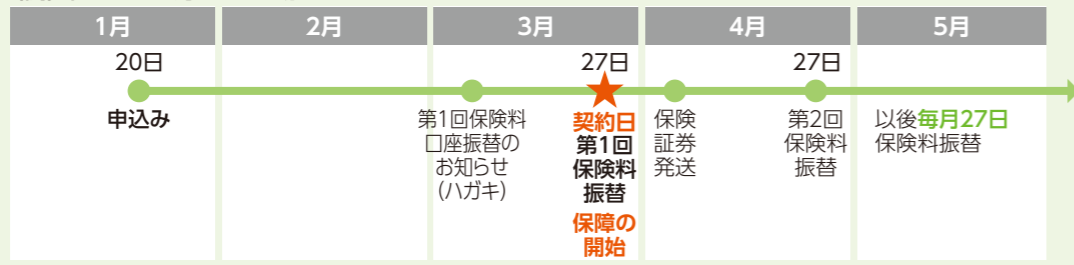 1月
2月
3月
4月
5月
20日
27日
27日
申込み
第1回保険料
口座振替の
お知らせ
(ハガキ)
契約日
第1回
保険料
振替
保障の
開始
保険
証券
発送
第2回
保険料
振替
以後毎月27日
保険料振替